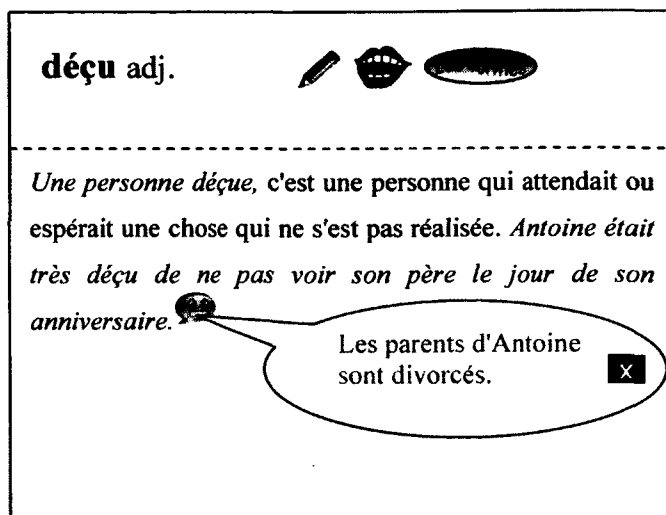 déçu adj.
Une personne déçue, c'est une personne qui attendait ou
espérait une chose qui ne s'est pas réalisée. Antoine était
très déçu de ne pas voir son père le jour de son
anniversaire.
Les parents d'Antoine
sont divorcés.
x